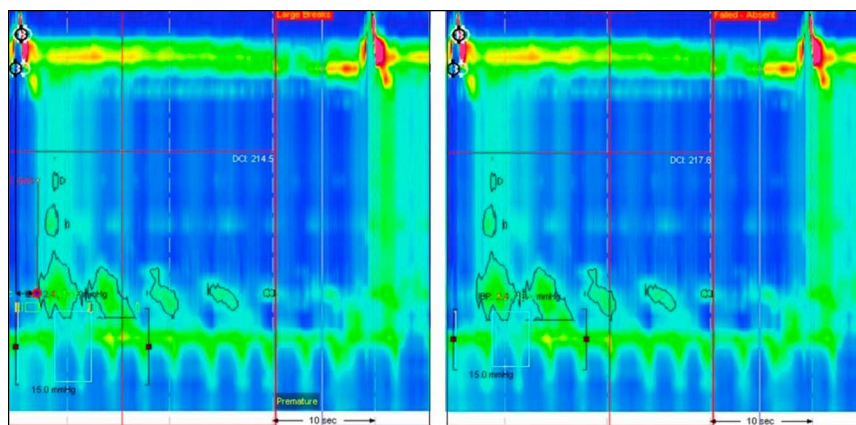 Large Breaks
DCI: 214.5
D
15.0 mmHg
Premature
10 sec
Failed - Absent
DCI: 217.8
D
mmHg
15.0 mmHg
10 sec